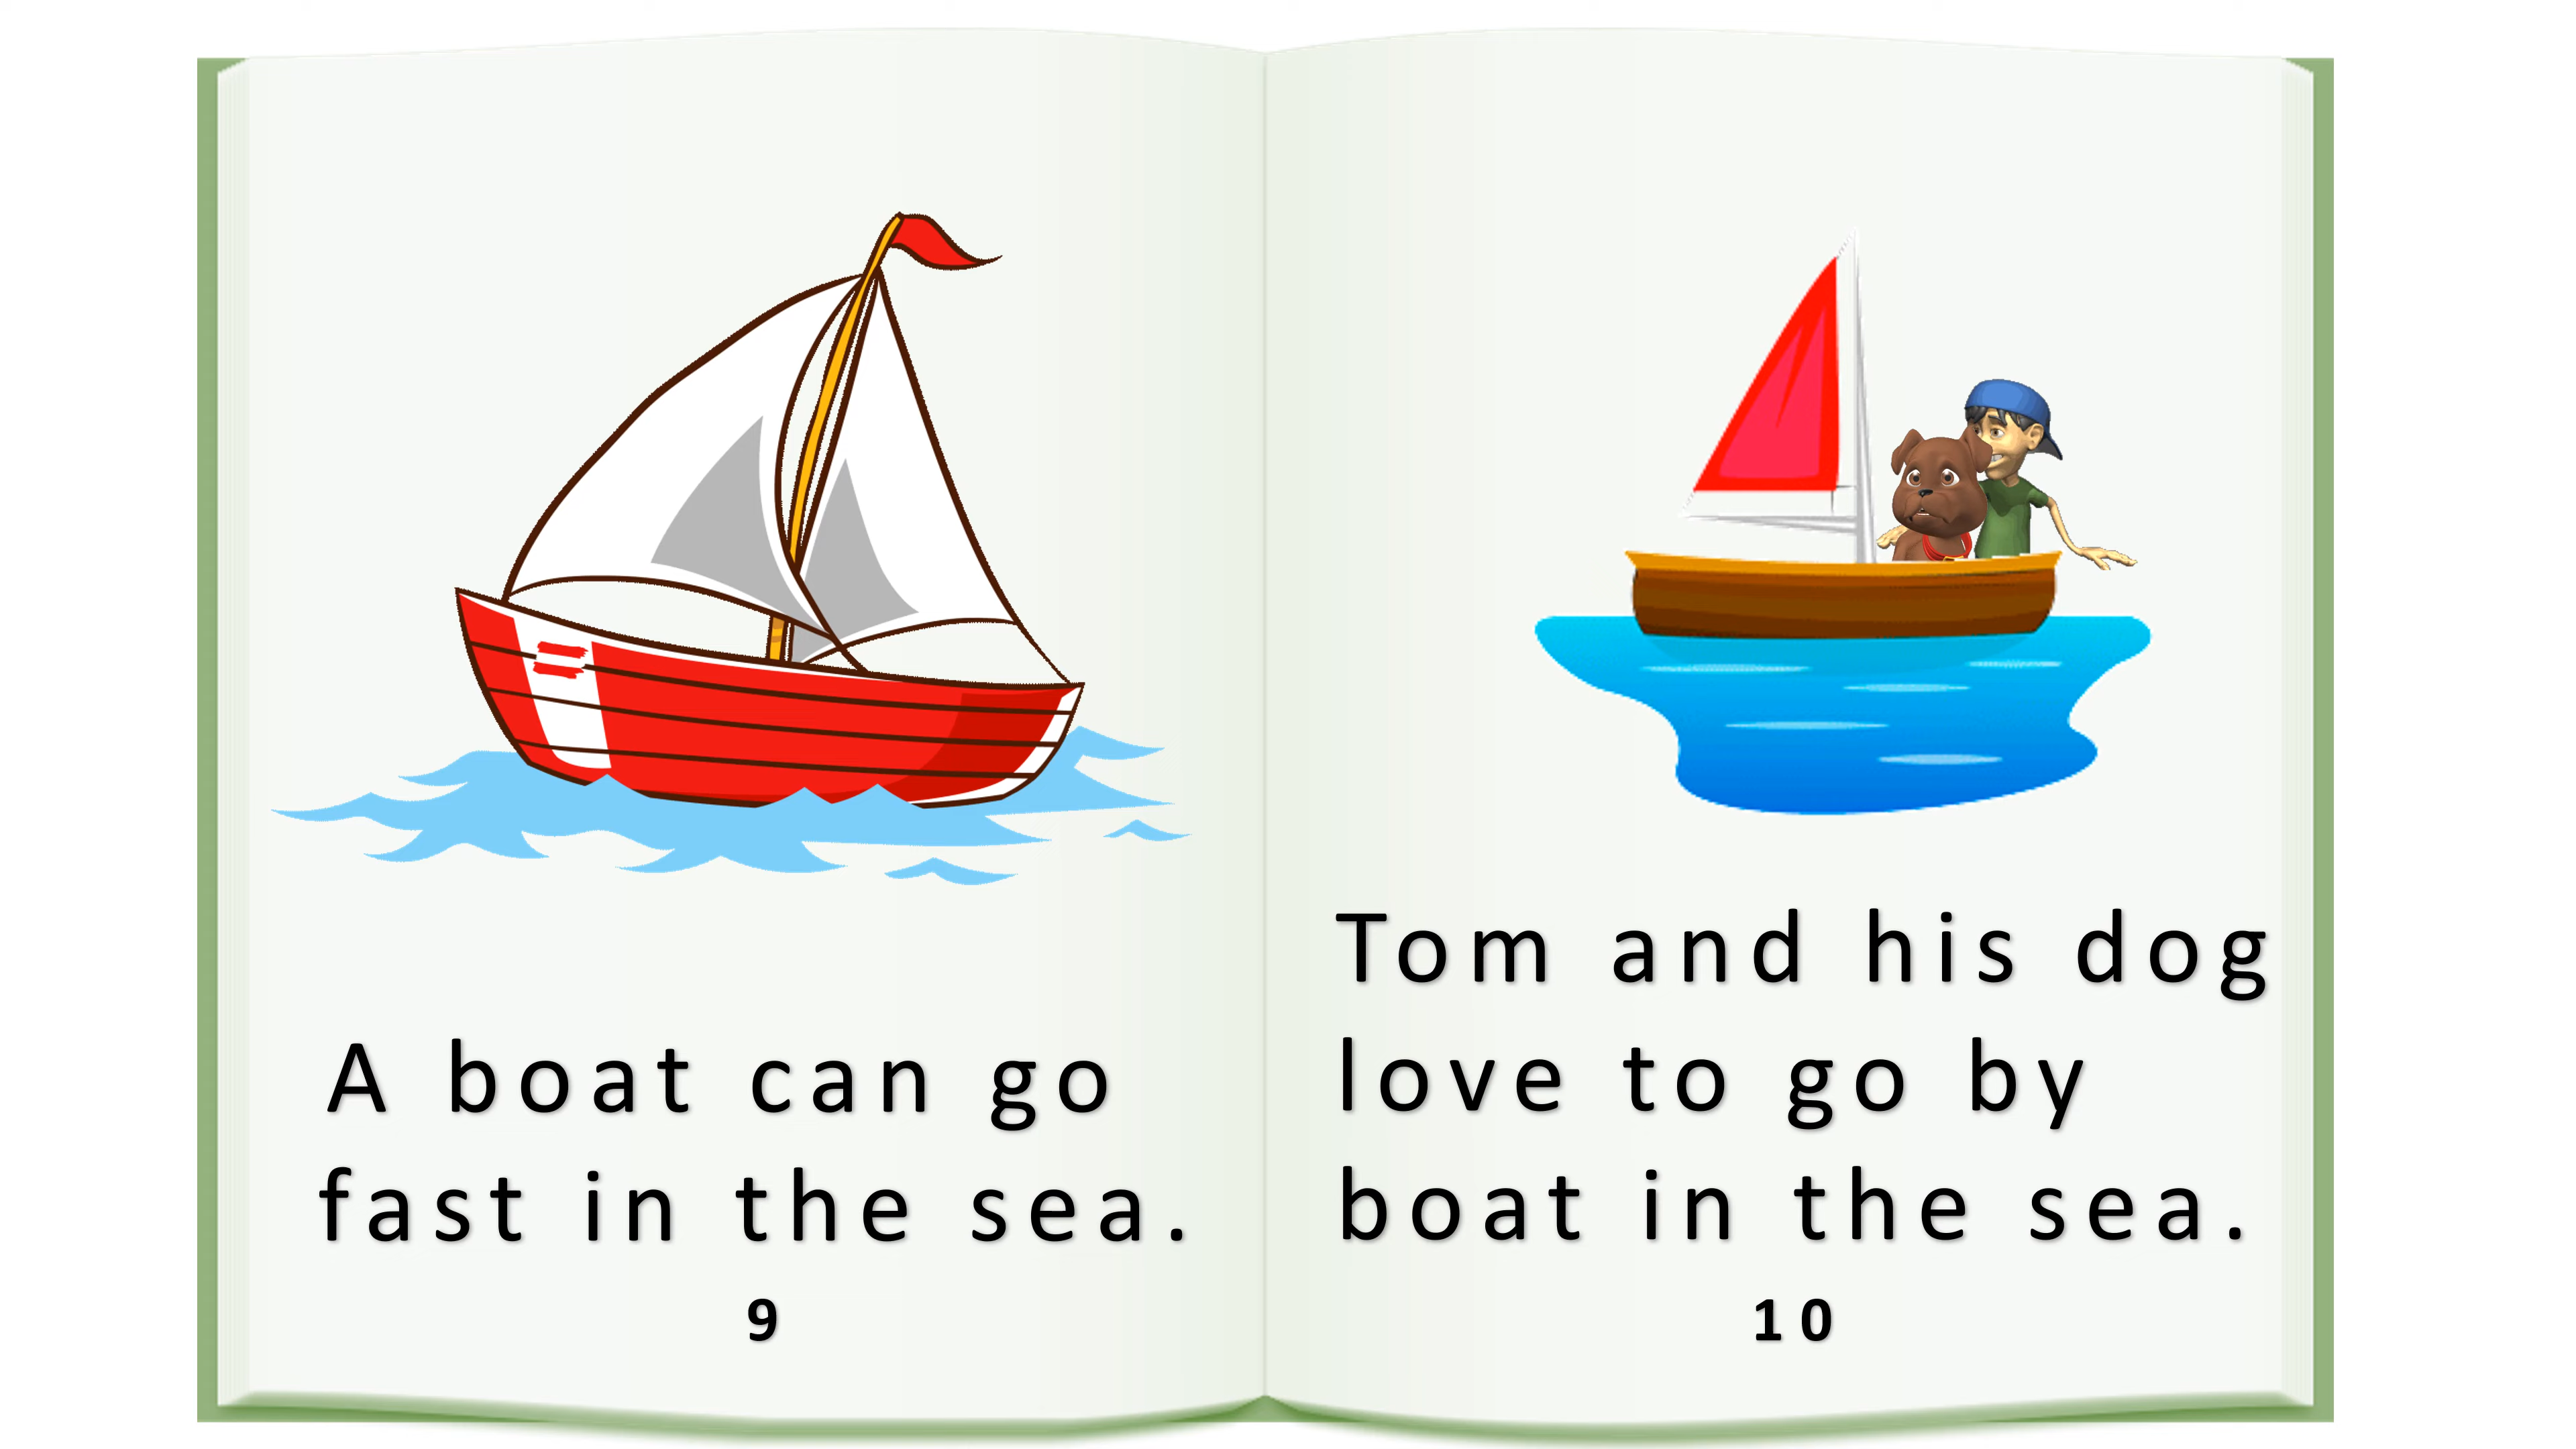 A boat can go
fast in the sea.
9
Tom and his dog
love to go by
boat in the sea.
10